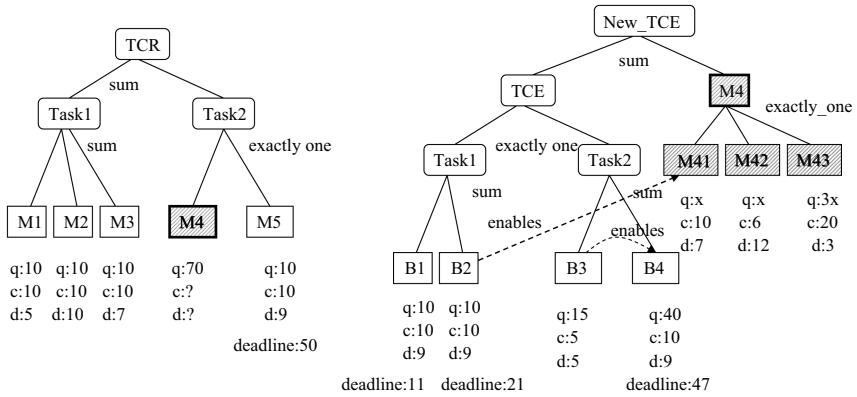 New_TCE
TCR
sum
sum
TCE
M4
exactly_one
Task1
Task2
sum
exactly one
Task1
exactly one
Task2
M41
M42
M43
sum
sum
M1
M2
M3
M4
M5
enables
enables
q:x
q:x
q:3x
c:10
c:6
c:20
d:7
d:12
d:3
B1
B2
B3
B4
q:10
q:10
q:10
q:70
q:10
c:10
c:10
c:10
c:?
c:10
d:5
d:10
d:7
d:?
d:9
deadline:50
q:10
q:10
q:15
q:40
c:10
c:10
c:5
c:10
d:9
d:9
d:5
d:9
deadline:11
deadline:21
deadline:47